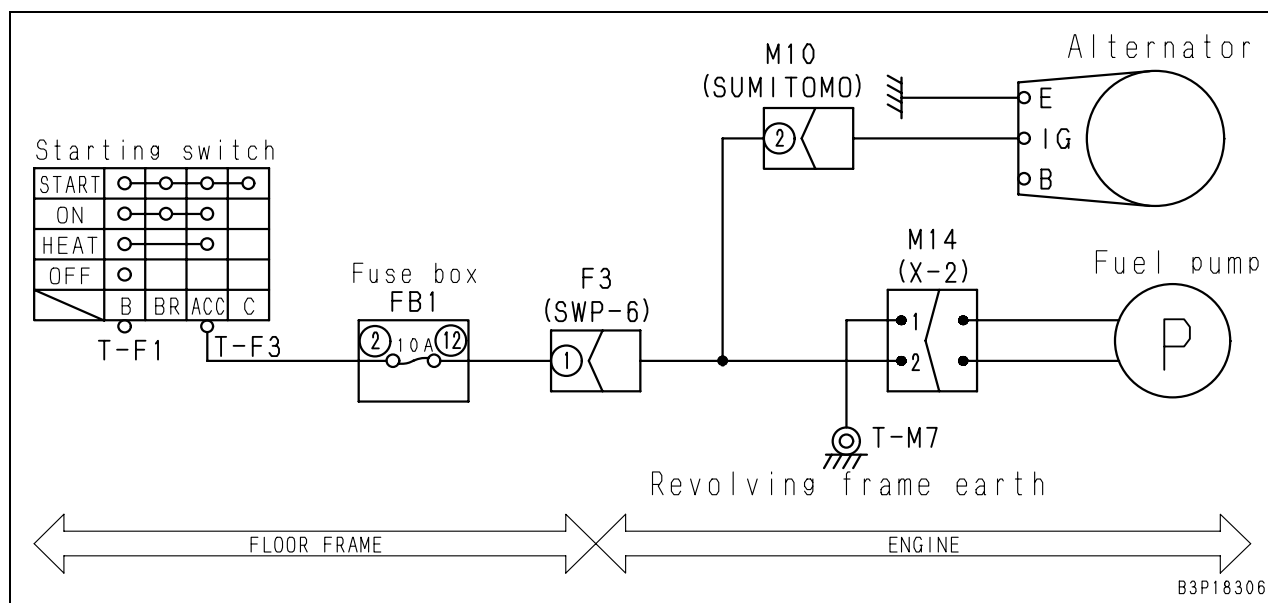 Alternator
M10
(SUMITOMO)
E
2
IG
B
Starting switch
START
ON
HEAT
OFF
B BR ACC C
T-F1
T-F3
Fuse box
FB1
2 10A 12
F3
(SWP-6)
1
M14
(X-2)
1
2
Fuel pump
P
T-M7
Revolving frame earth
FLOOR FRAME
ENGINE
B3P18306